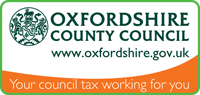 OXFORDSHIRE
COUNTY COUNCIL
www.oxfordshire.gov.uk
Your council tax working for you